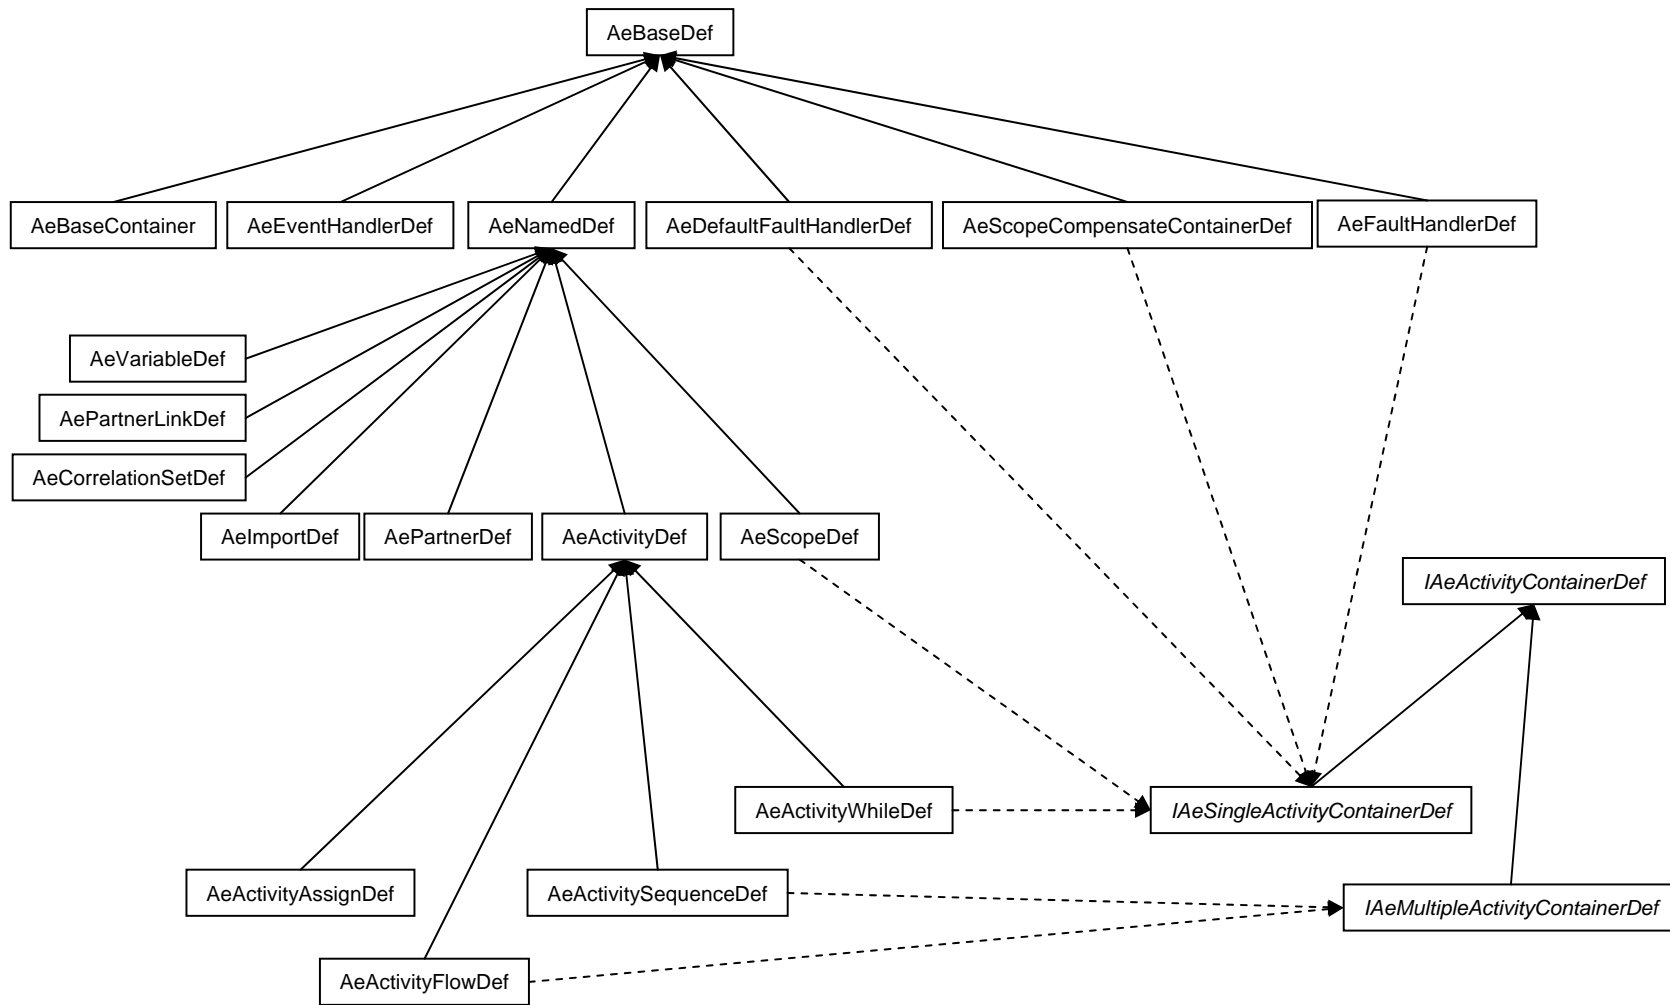 AeBaseDef
AeBaseContainer
AeEventHandlerDef
AeNamedDef
AeDefaultFaultHandlerDef
AeScopeCompensateContainerDef
AeFaultHandlerDef
AeVariableDef
AePartnerLinkDef
AeCorrelationSetDef
AeImportDef
AePartnerDef
AeActivityDef
AeScopeDef
IAeActivityContainerDef
AeActivityWhileDef
IAeSingleActivityContainerDef
AeActivityAssignDef
AeActivitySequenceDef
IAeMultipleActivityContainerDef
AeActivityFlowDef